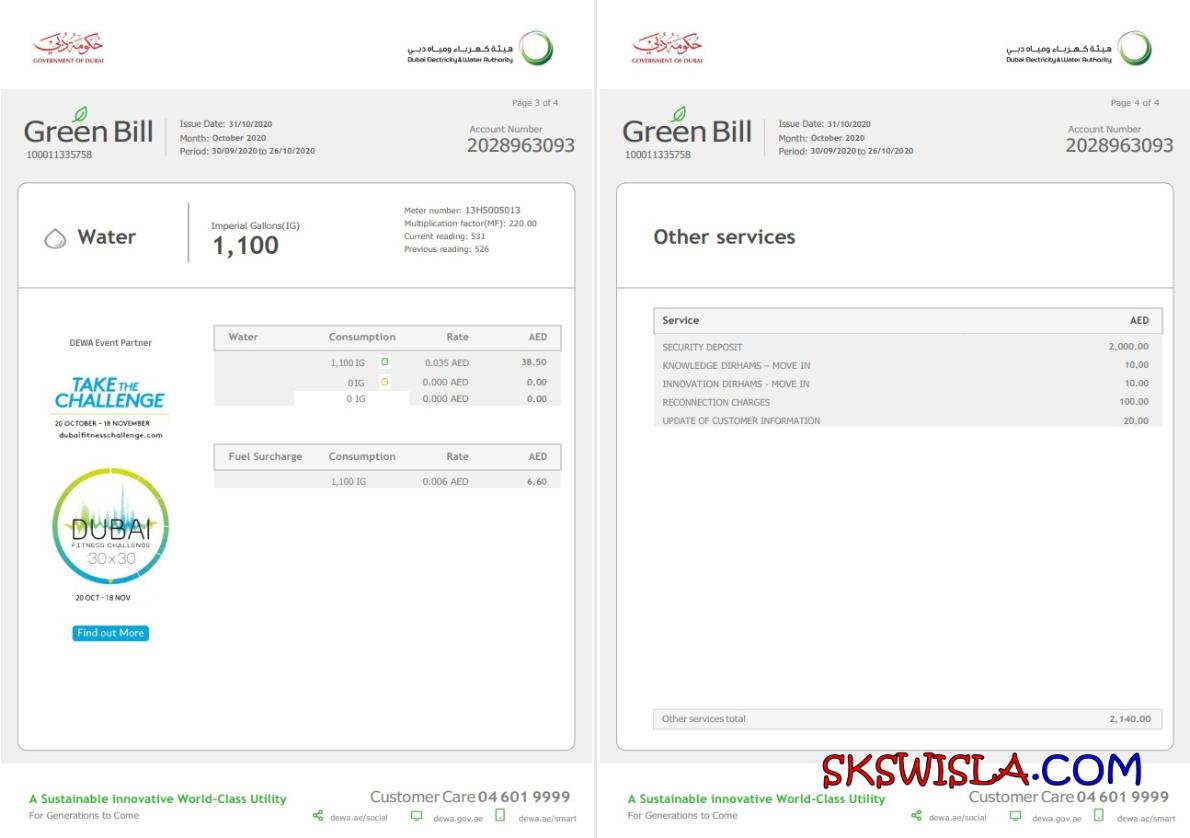 حكومة دبي
GOVERNMENT OF DUBAI
هيئة كهرباء ومياه دبي
Dubai Electricity & Water Authority
Page 3 of 4
Green Bill
100011335758
Issue Date: 31/10/2020
Month: October 2020
Period: 30/09/2020 to 26/10/2020
Account Number
2028963093
Water
Imperial Gallons(IG)
1,100
Meter number: 13H5005013
Multiplication factor(MF): 220.00
Current reading: 531
Previous reading: 526
DEWA Event Partner
TAKE THE
CHALLENGE
20 OCTOBER - 18 NOVEMBER
dubaifitnesschallenge.com
DUBAI
FITNESS CHALLENGE
30x30
20 OCT - 18 NOV
Find out More
Water Consumption Rate AED
1,100 IG 0.035 AED 38.50
0IG 0.000 AED 0.00
0 IG 0.000 AED 0.00
Fuel Surcharge Consumption Rate AED
1,100 IG 0.006 AED 6.60
A Sustainable innovative World-Class Utility
For Generations to Come
Customer Care 04 601 9999
dewa.ae/social dewa.gov.ae dewa.ae/smart
حكومة دبي
GOVERNMENT OF DUBAI
هيئة كهرباء ومياه دبي
Dubai Electricity & Water Authority
Page 4 of 4
Green Bill
100011335758
Issue Date: 31/10/2020
Month: October 2020
Period: 30/09/2020 to 26/10/2020
Account Number
2028963093
Other services
Service AED
SECURITY DEPOSIT 2,000.00
KNOWLEDGE DIRHAMS – MOVE IN 10.00
INNOVATION DIRHAMS - MOVE IN 10.00
RECONNECTION CHARGES 100.00
UPDATE OF CUSTOMER INFORMATION 20.00
Other services total 2,140.00
SKSWISLA.COM
A Sustainable innovative World-Class Utility
For Generations to Come
Customer Care 04 601 9999
dewa.ae/social dewa.gov.ae dewa.ae/smart